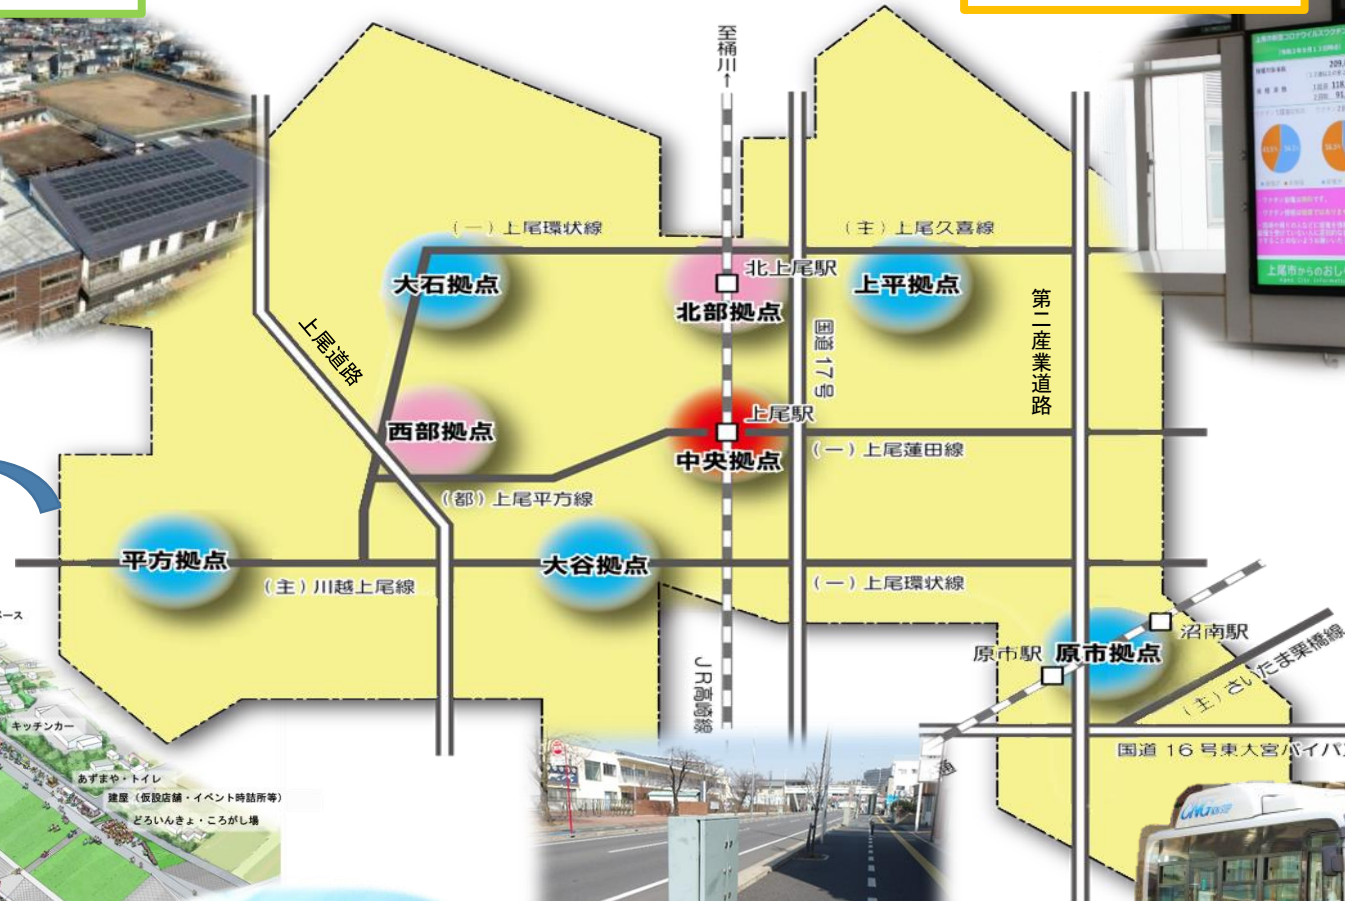 至桶川→
(一)上尾環状線
(主)上尾久喜線
大石拠点
北上尾駅
北部拠点
上平拠点
上尾道路
国道17号
第二産業道路
西部拠点
上尾駅
中央拠点
(一)上尾蓮田線
(都)上尾平方線
平方拠点
(主)川越上尾線
大谷拠点
(一)上尾環状線
沼南駅
原市駅
原市拠点
(主)さいたま栗橋線
JR高崎線
国道16号東大宮バイパ
通
ース
キッチンカー
あずまや・トイレ
建屋(仮設店舗・イベント時詰所等)
どろいんきょ・ころがし場
上尾市からのおし
CNG